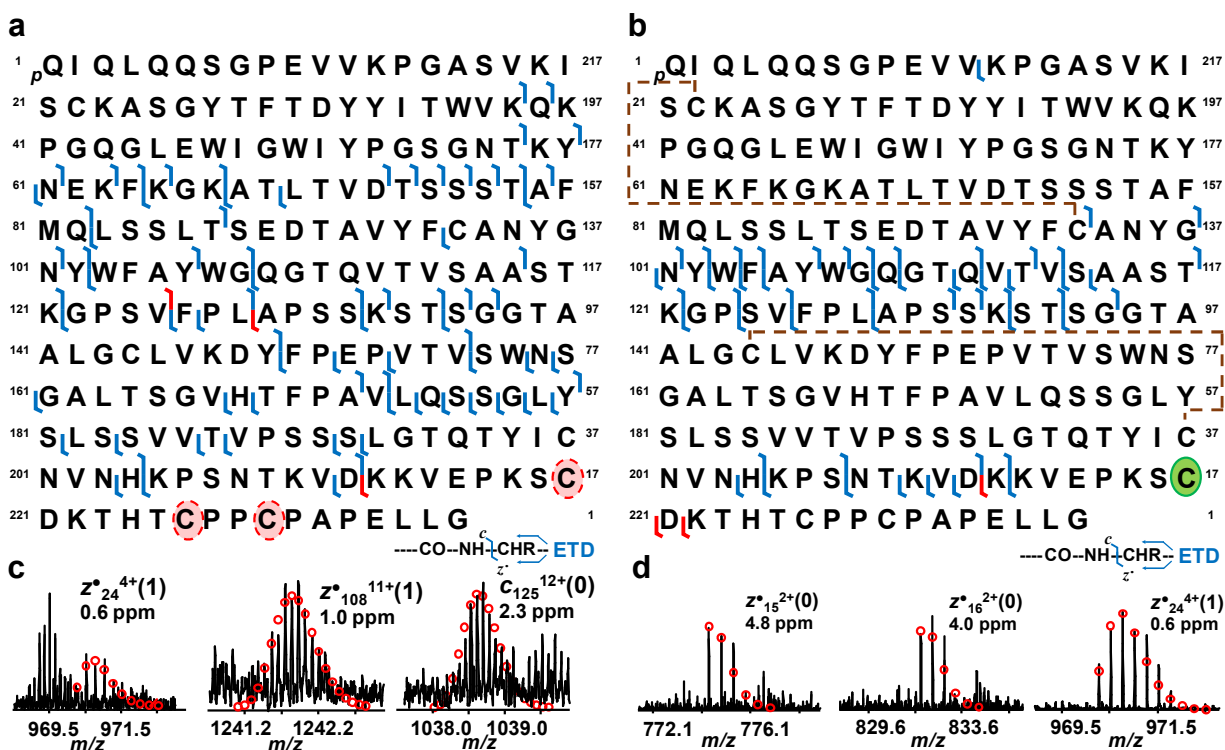 a
1 pQ I Q L Q Q S G P E V V K P G A S V K I 217
21 S C K A S G Y T F T D Y Y I T W V K Q K 197
41 P G Q G L E W I G W I Y P G S G N T K Y 177
61 N E K F K G K A T L T V D T S S S T A F 157
81 M Q L S S L T S E D T A V Y F C A N Y G 137
101 N Y W F A Y W G Q G T Q V T V S A A S T 117
121 K G P S V F P L A P S S K S T S G G T A 97
141 A L G C L V K D Y F P E P V T V S W N S 77
161 G A L T S G V H T F P A V L Q S S G L Y 57
181 S L S S V V T V P S S S L G T Q T Y I C 37
201 N V N H K P S N T K V D K K V E P K S C 17
221 D K T H T C P P C P A P E L L G 1
c
----CO--NH--CHR--ETD
z•
b
1 pQ I Q L Q Q S G P E V V K P G A S V K I 217
21 S C K A S G Y T F T D Y Y I T W V K Q K 197
41 P G Q G L E W I G W I Y P G S G N T K Y 177
61 N E K F K G K A T L T V D T S S S T A F 157
81 M Q L S S L T S E D T A V Y F C A N Y G 137
101 N Y W F A Y W G Q G T Q V T V S A A S T 117
121 K G P S V F P L A P S S K S T S G G T A 97
141 A L G C L V K D Y F P E P V T V S W N S 77
161 G A L T S G V H T F P A V L Q S S G L Y 57
181 S L S S V V T V P S S S L G T Q T Y I C 37
201 N V N H K P S N T K V D K K V E P K S C 17
221 D K T H T C P P C P A P E L L G 1
c
----CO--NH--CHR--ETD
z•
c
z•24 4+(1)
0.6 ppm
969.5 971.5
m/z
z•108 11+(1)
1.0 ppm
1241.2 1242.2
m/z
c125 12+(0)
2.3 ppm
1038.0 1039.0
m/z
d
z•15 2+(0)
4.8 ppm
772.1 776.1
m/z
z•16 2+(0)
4.0 ppm
829.6 833.6
m/z
z•24 4+(1)
0.6 ppm
969.5 971.5
m/z